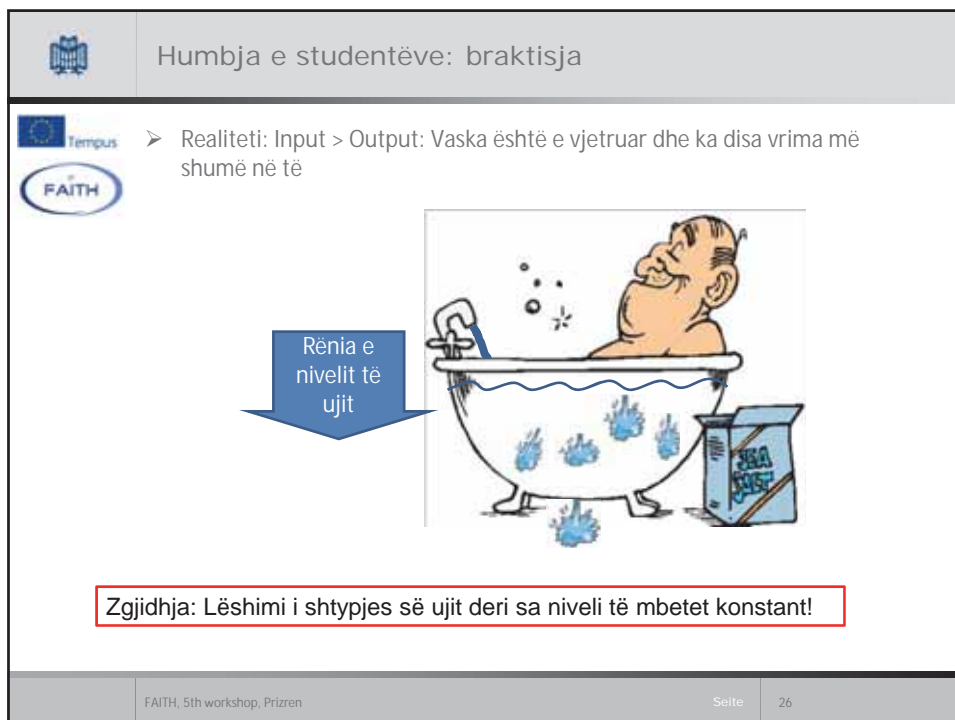 Humbja e studentëve: braktisja
Tempus
FAITH
➢ Realiteti: Input > Output: Vaska është e vjetruar dhe ka disa vrima më
shumë në të
Rënia e
nivelit të
ujit
SEA
SALT
Zgjidhja: Lëshimi i shtypjes së ujit deri sa niveli të mbetet konstant!
FAITH, 5th workshop, Prizren
Seite
26